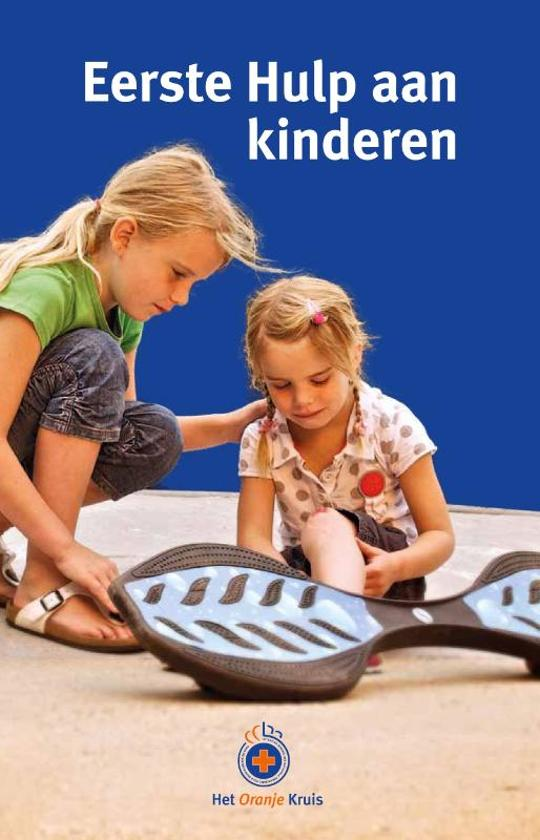 Eerste Hulp aan
kinderen
Het Oranje Kruis